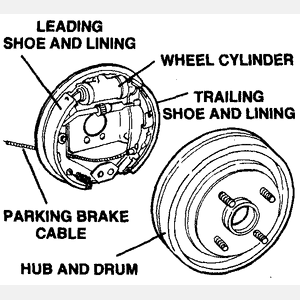 LEADING
SHOE AND LINING
WHEEL CYLINDER
TRAILING
SHOE AND LINING
PARKING BRAKE
CABLE
HUB AND DRUM